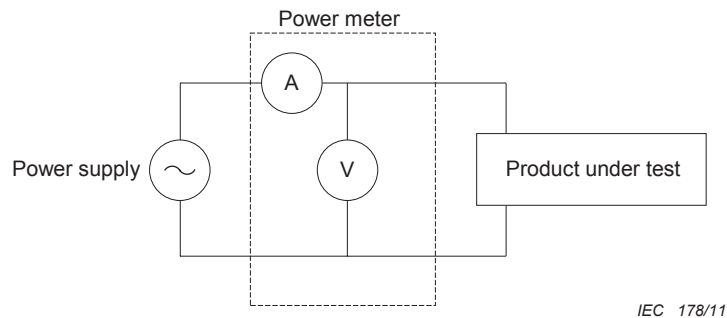 Power meter
A
Power supply
V
Product under test
IEC 178/11